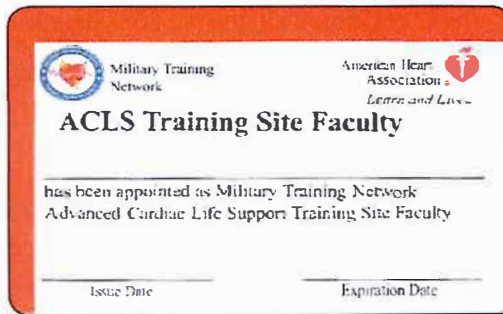 Military Training
Network
American Heart
Association
Learn and Live
ACLS Training Site Faculty
has been appointed as Military Training Network
Advanced Cardiac Life Support Training Site Faculty
Issue Date
Expiration Date